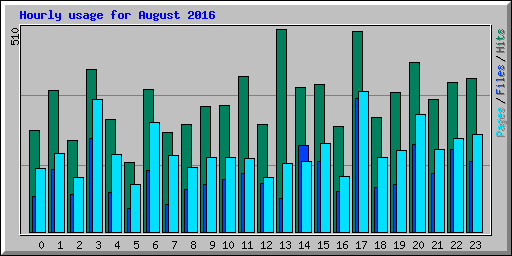 Hourly usage for August 2016
510
Pages/Files/Hits
0 1 2 3 4 5 6 7 8 9 10 11 12 13 14 15 16 17 18 19 20 21 22 23